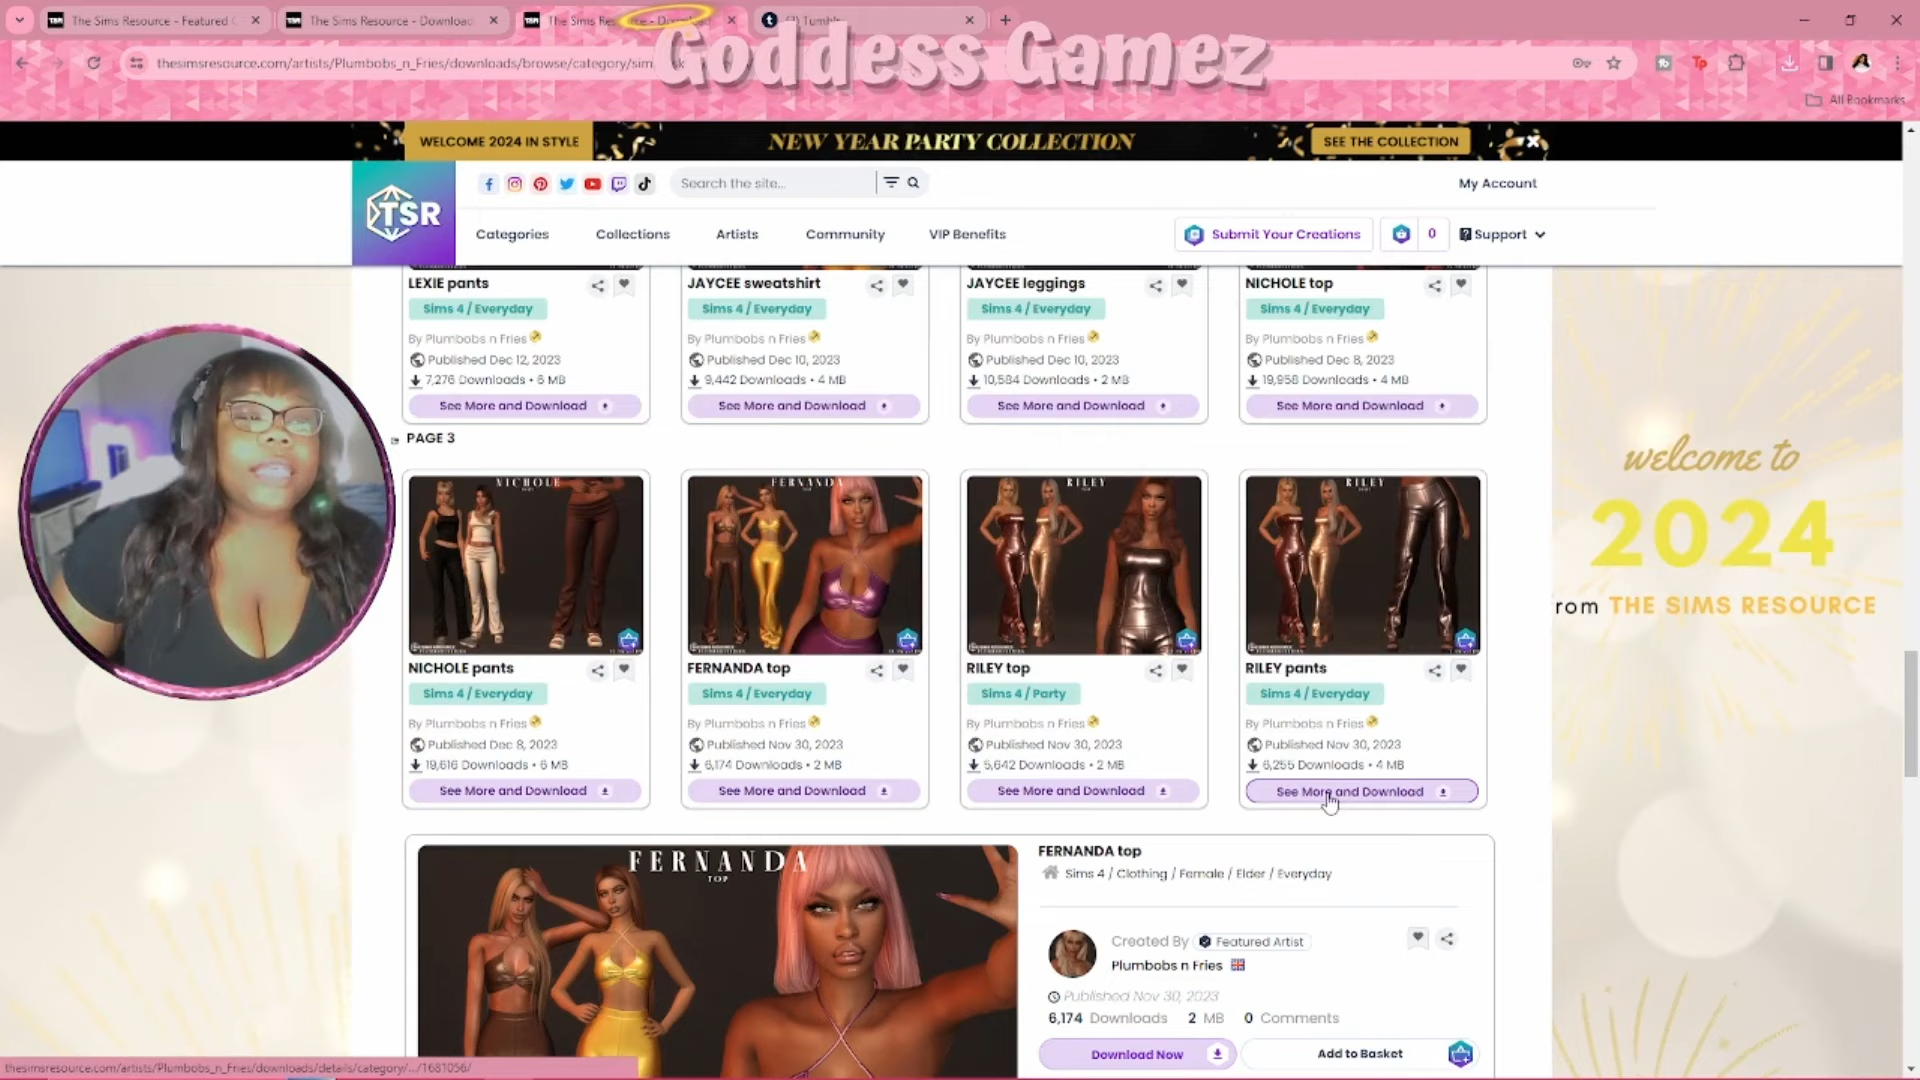 The Sims Resource - Featured
The Sims Resource - Download
The Sims
Goddess Gamez
thesimsresource.com/artists/Plumbobs_n_Fries/downloads/browse/category/sim
All Bookmarks
WELCOME 2024 IN STYLE
NEW YEAR PARTY COLLECTION
SEE THE COLLECTION
TSR
Search the site...
My Account
Categories
Collections
Artists
Community
VIP Benefits
Submit Your Creations
0
Support
LEXIE pants
JAYCEE sweatshirt
JAYCEE leggings
NICHOLE top
Sims 4 / Everyday
Sims 4 / Everyday
Sims 4 / Everyday
Sims 4 / Everyday
By Plumbobs n Fries
By Plumbobs n Fries
By Plumbobs n Fries
By Plumbobs n Fries
Published Dec 12, 2023
Published Dec 10, 2023
Published Dec 10, 2023
Published Dec 8, 2023
7,276 Downloads • 6 MB
9,442 Downloads • 4 MB
10,584 Downloads • 2 MB
19,958 Downloads • 4 MB
See More and Download
See More and Download
See More and Download
See More and Download
PAGE 3
NICHOLE
FERNANDA
RILEY
RILEY
NICHOLE pants
FERNANDA top
RILEY top
RILEY pants
Sims 4 / Everyday
Sims 4 / Everyday
Sims 4 / Party
Sims 4 / Everyday
By Plumbobs n Fries
By Plumbobs n Fries
By Plumbobs n Fries
By Plumbobs n Fries
Published Dec 8, 2023
Published Nov 30, 2023
Published Nov 30, 2023
Published Nov 30, 2023
19,616 Downloads • 6 MB
6,174 Downloads • 2 MB
5,642 Downloads • 2 MB
6,255 Downloads • 4 MB
See More and Download
See More and Download
See More and Download
See More and Download
welcome to
2024
rom THE SIMS RESOURCE
FERNANDA
TOP
FERNANDA top
Sims 4 / Clothing / Female / Elder / Everyday
Created By Featured Artist
Plumbobs n Fries
Published Nov 30, 2023
6,174 Downloads 2 MB 0 Comments
Download Now
Add to Basket
thesimsresource.com/artists/Plumbobs_n_Fries/downloads/details/category/.../1681056/